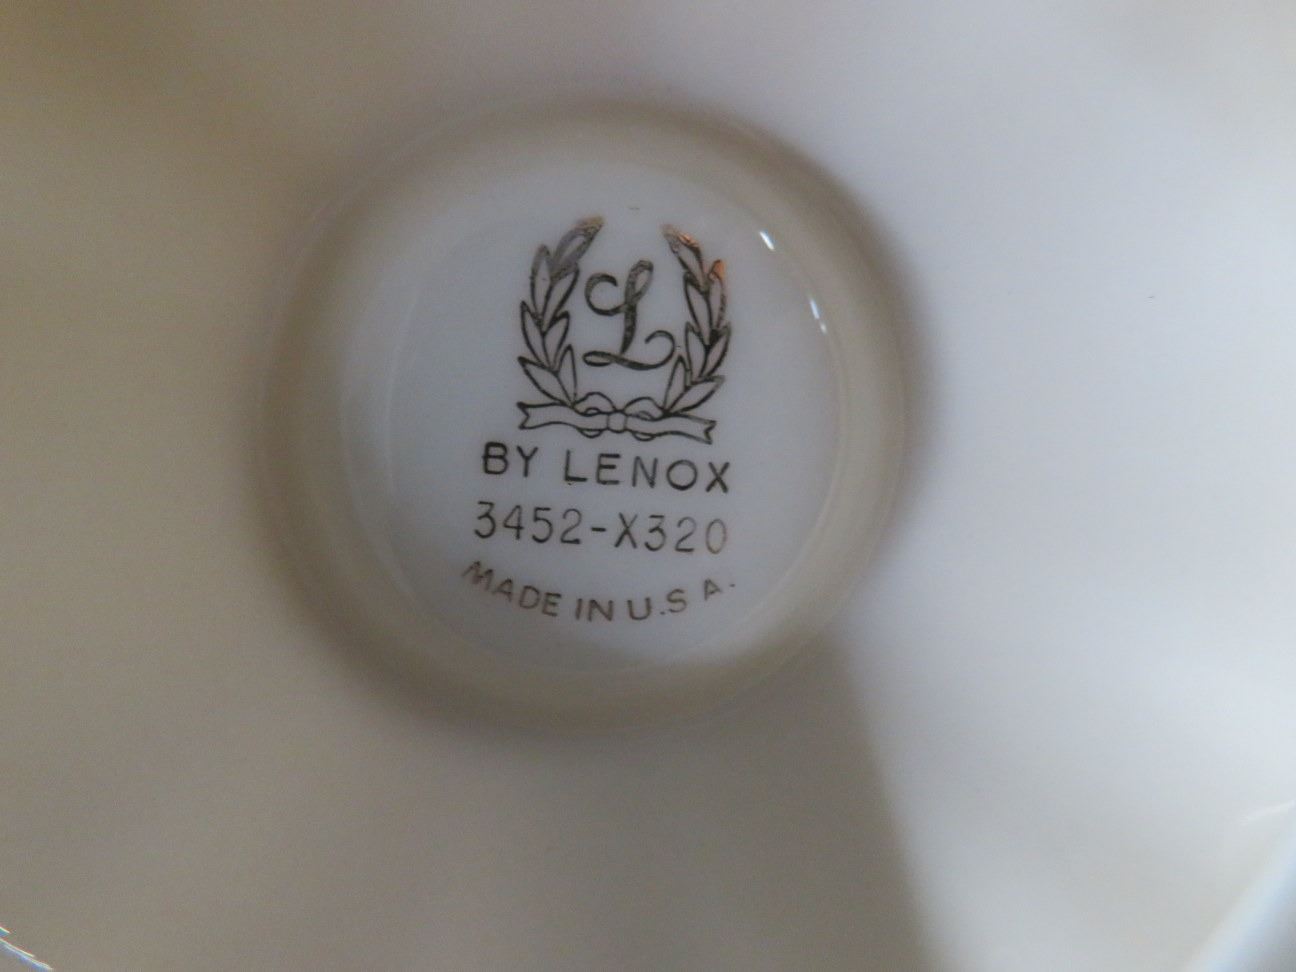 L
BY LENOX
3452-X320
MADE IN U.S.A.